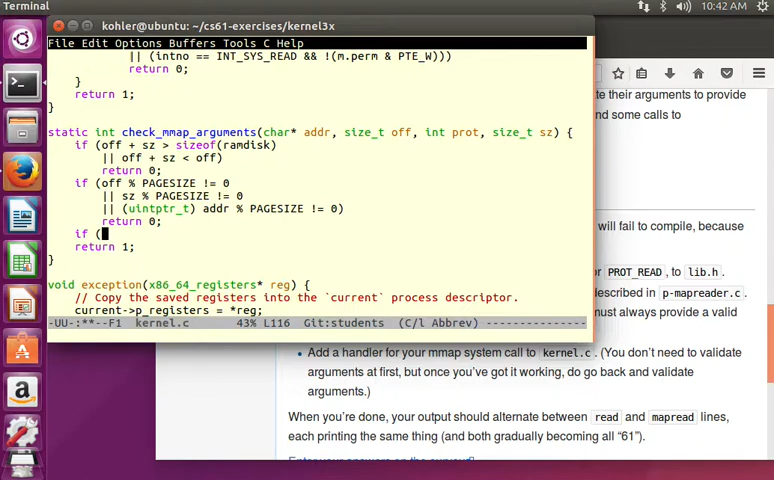 Terminal
10:42 AM
kohler@ubuntu: ~/cs61-exercises/kernel3x
File Edit Options Buffers Tools C Help
|| (intno == INT_SYS_READ && !(m.perm & PTE_W)))
return 0;
}
return 1;
}
static int check_mmap_arguments(char* addr, size_t off, int prot, size_t sz) {
if (off + sz > sizeof(ramdisk)
|| off + sz < off)
return 0;
if (off % PAGESIZE != 0
|| sz % PAGESIZE != 0
|| (uintptr_t) addr % PAGESIZE != 0)
return 0;
if (
return 1;
}
void exception(x86_64_registers* reg) {
// Copy the saved registers into the `current` process descriptor.
current->p_registers = *reg;
-UU-:**--F1 kernel.c 43% L116 Git:students (C/l Abbrev) ----------------
ate their arguments to provide
nd some calls to
will fail to compile, because
or PROT_READ, to lib.h.
described in p-mapreader.c.
must always provide a valid
• Add a handler for your mmap system call to kernel.c. (You don't need to validate
arguments at first, but once you've got it working, do go back and validate
arguments.)
When you're done, your output should alternate between read and mapread lines,
each printing the same thing (and both gradually becoming all “61”).